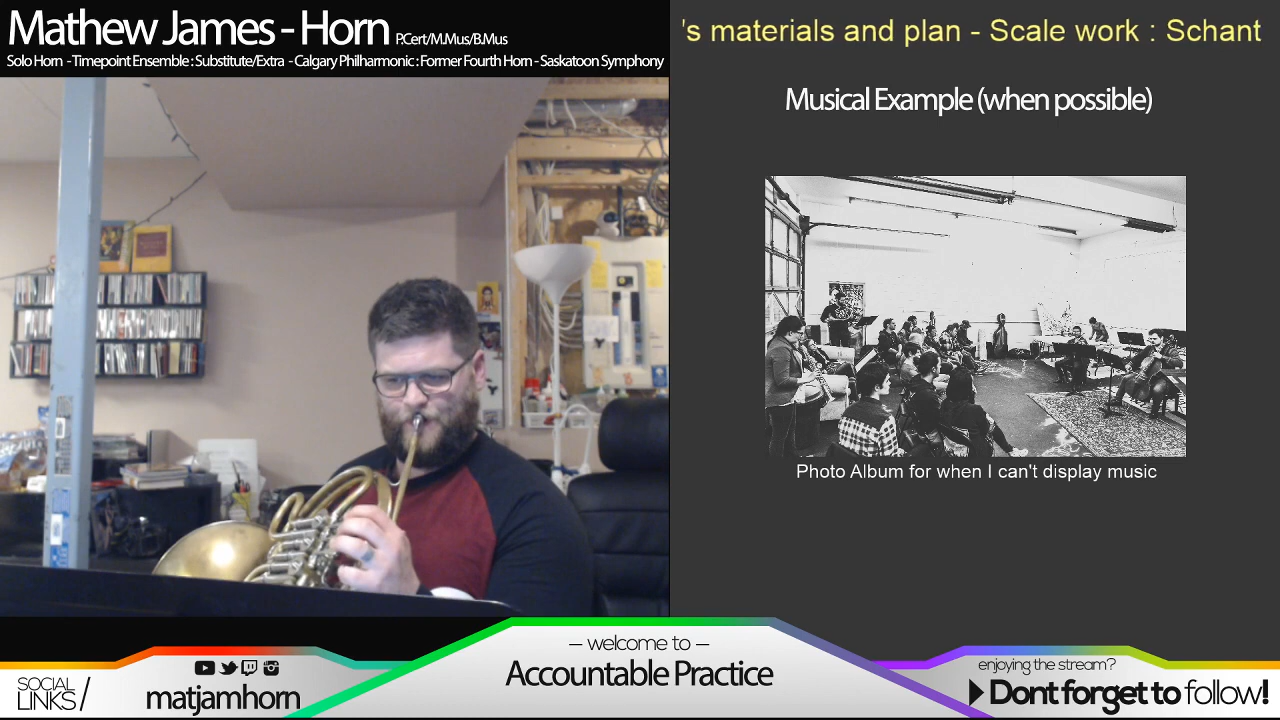 Mathew James - Horn P.Cert/M.Mus/B.Mus
Solo Horn - Timepoint Ensemble : Substitute/Extra - Calgary Philharmonic : Former Fourth Horn - Saskatoon Symphony
's materials and plan - Scale work : Schant
Musical Example (when possible)
Photo Album for when I can't display music
SOCIAL
LINKS
matjamhorn
– welcome to –
Accountable Practice
enjoying the stream?
Dont forget to follow!